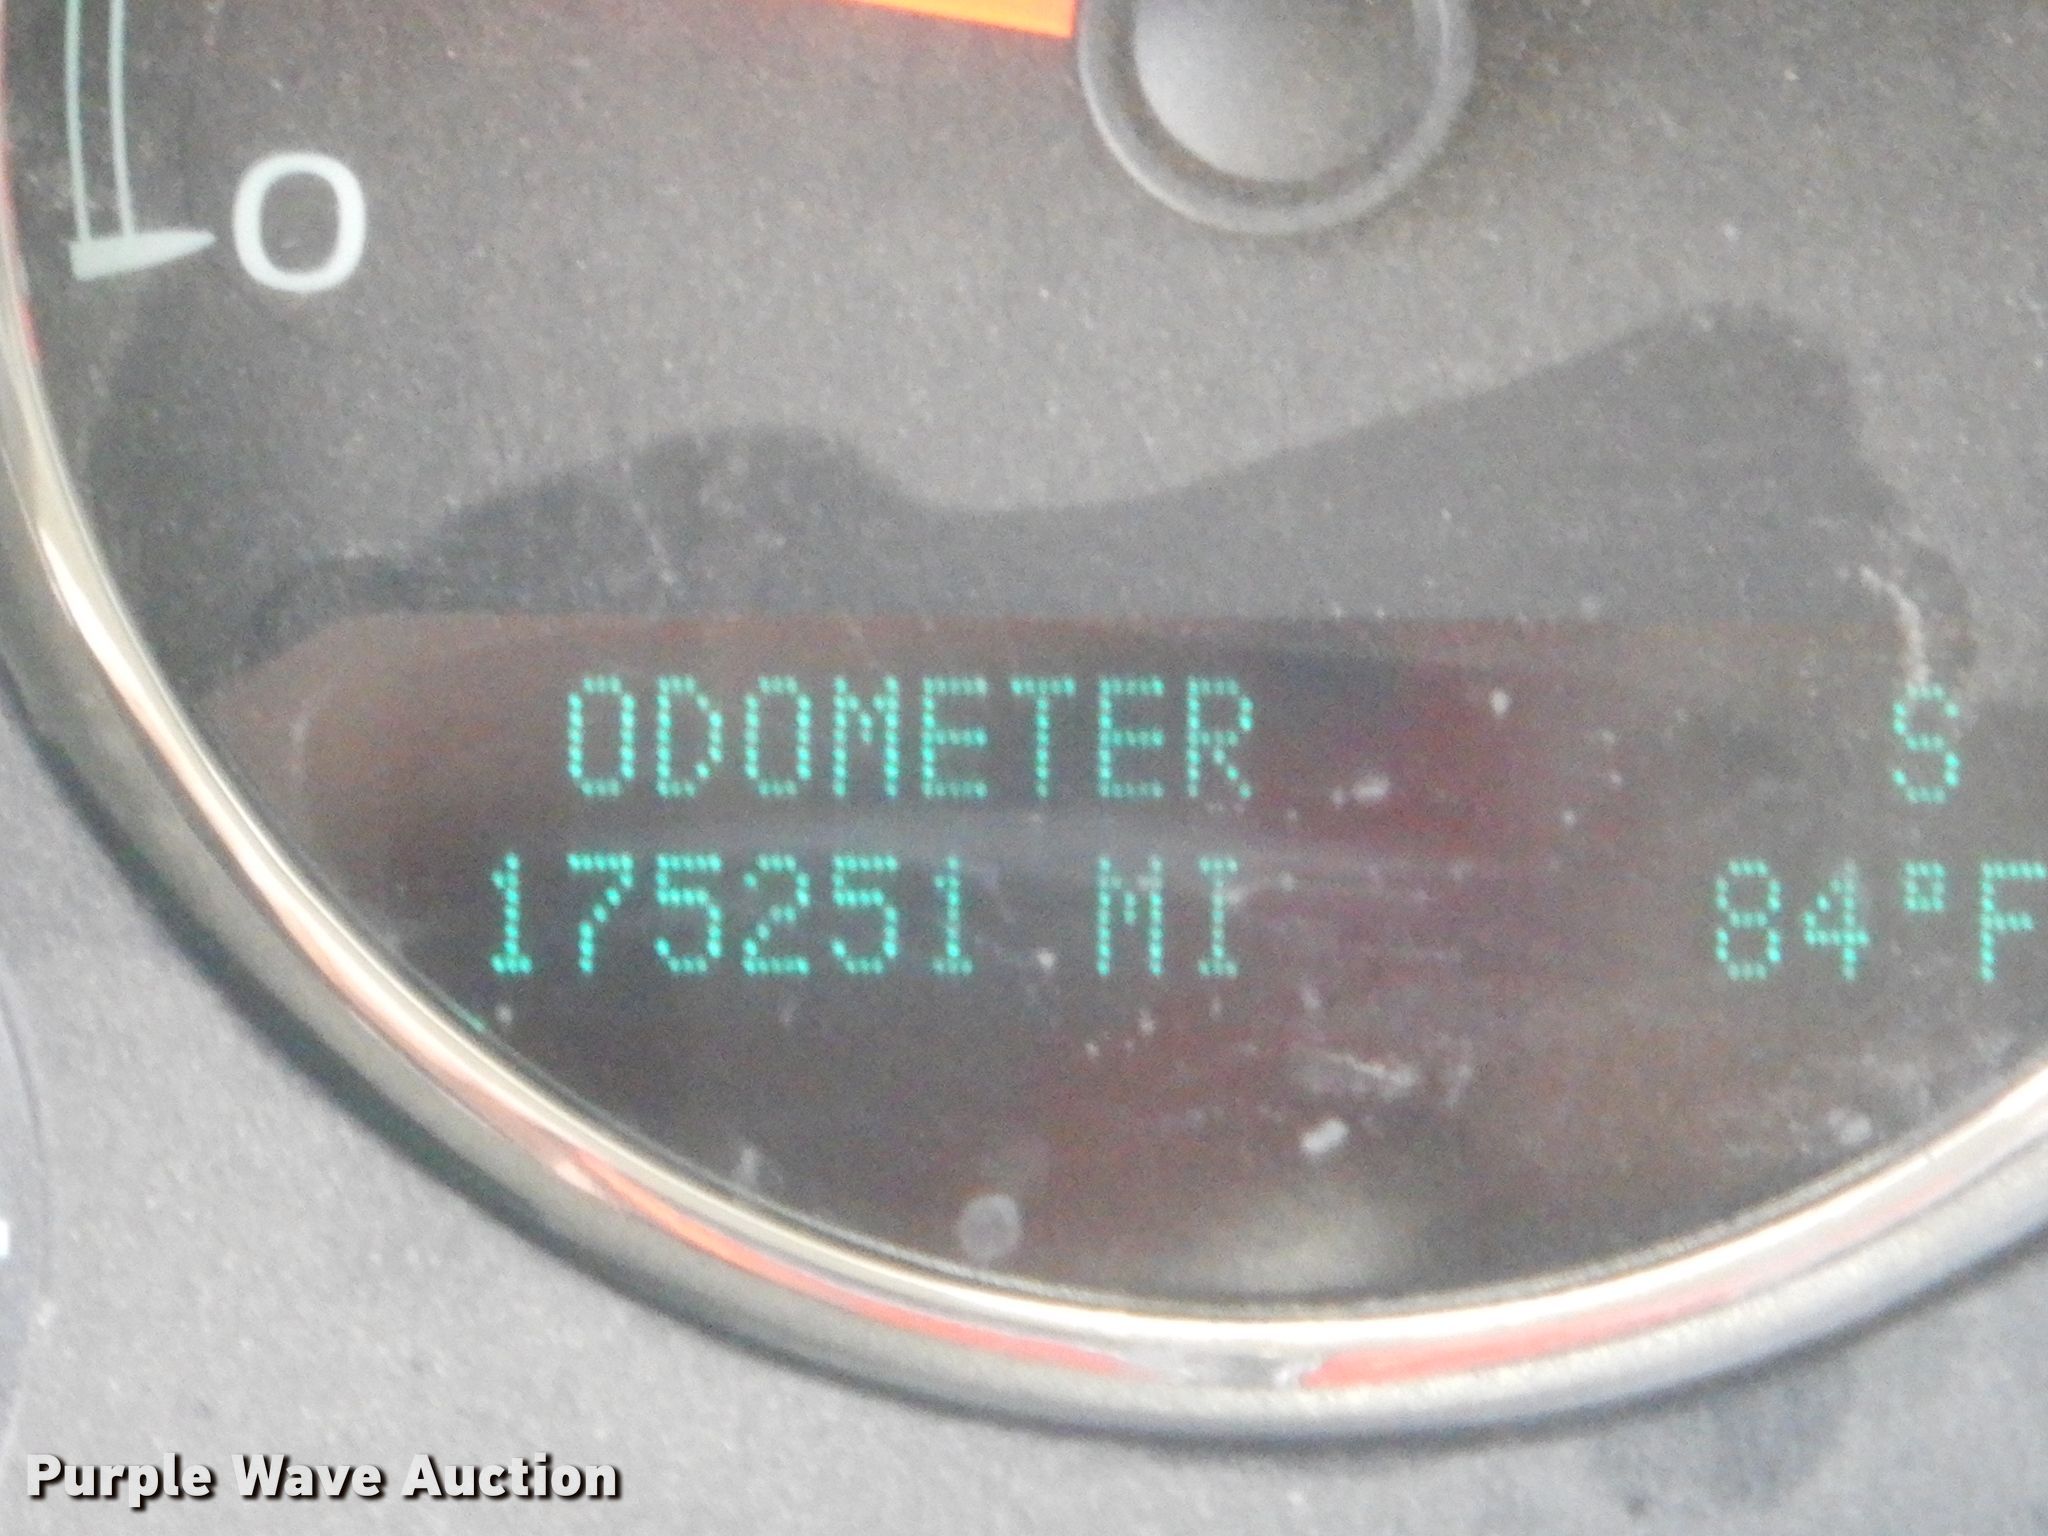 0
ODOMETER S
175251 MI 84°F
Purple Wave Auction